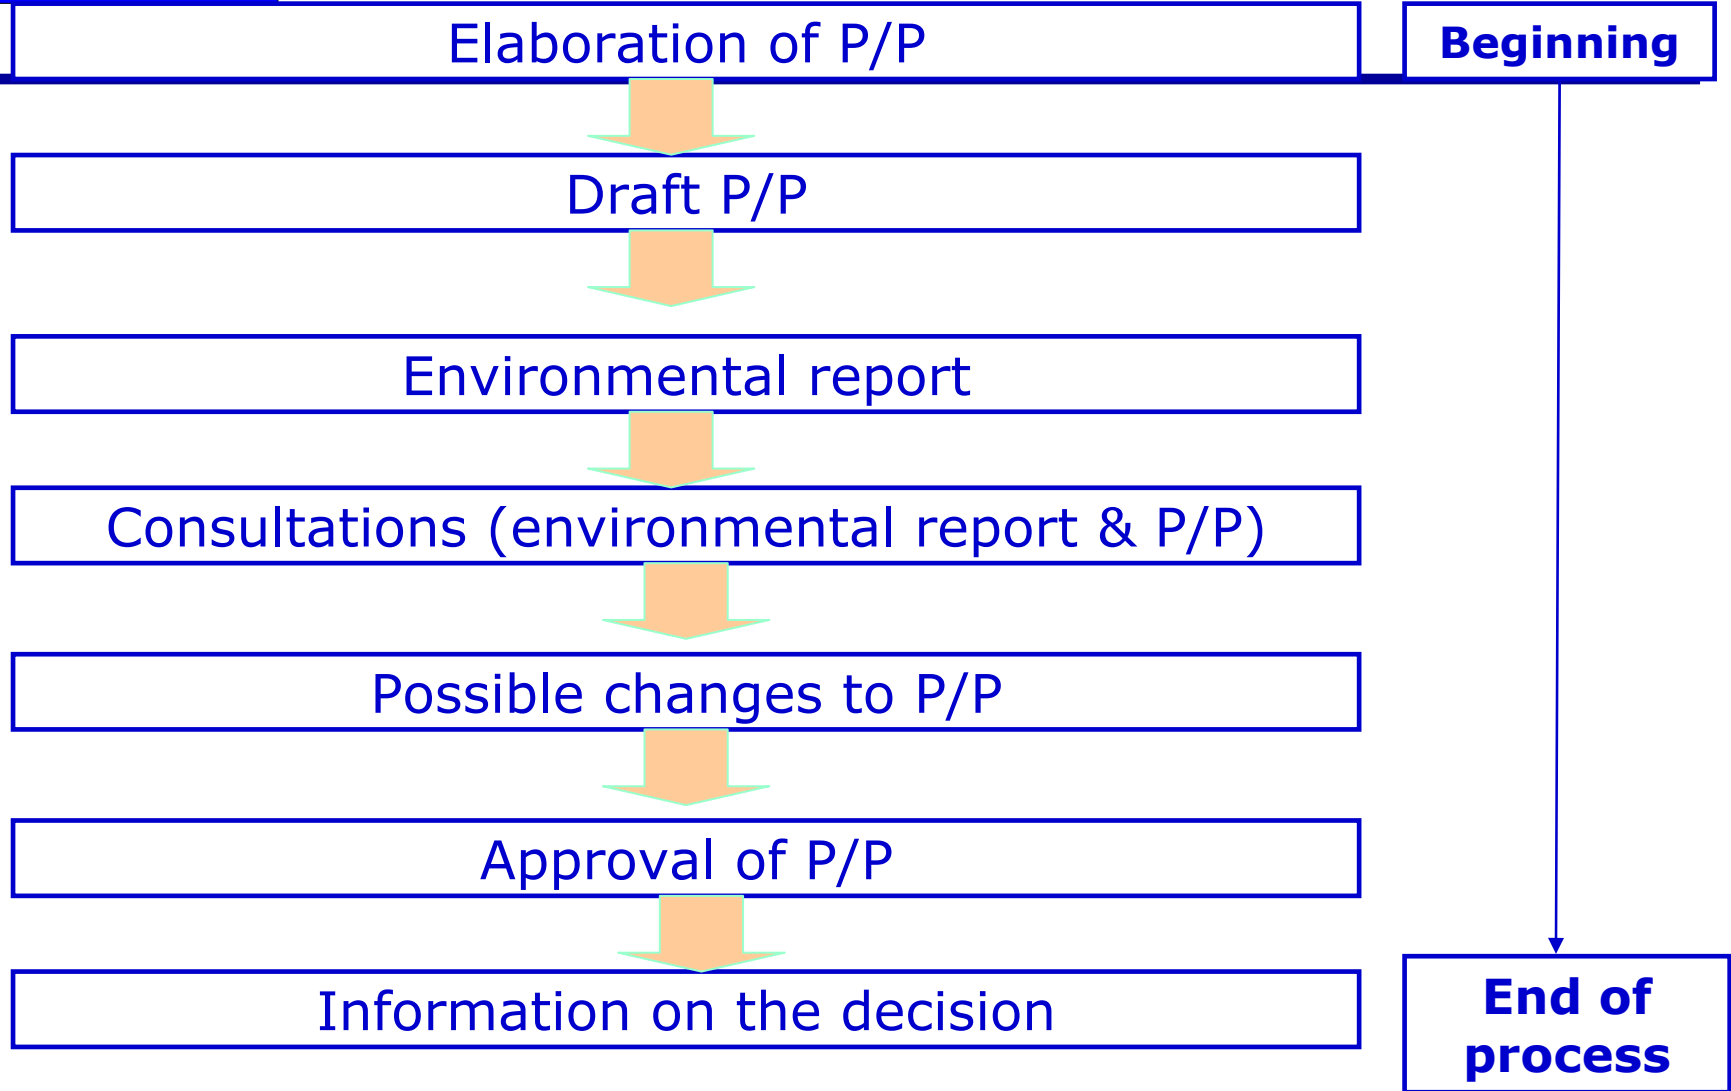 Elaboration of P/P
Beginning
Draft P/P
Environmental report
Consultations (environmental report & P/P)
Possible changes to P/P
Approval of P/P
Information on the decision
End of
process